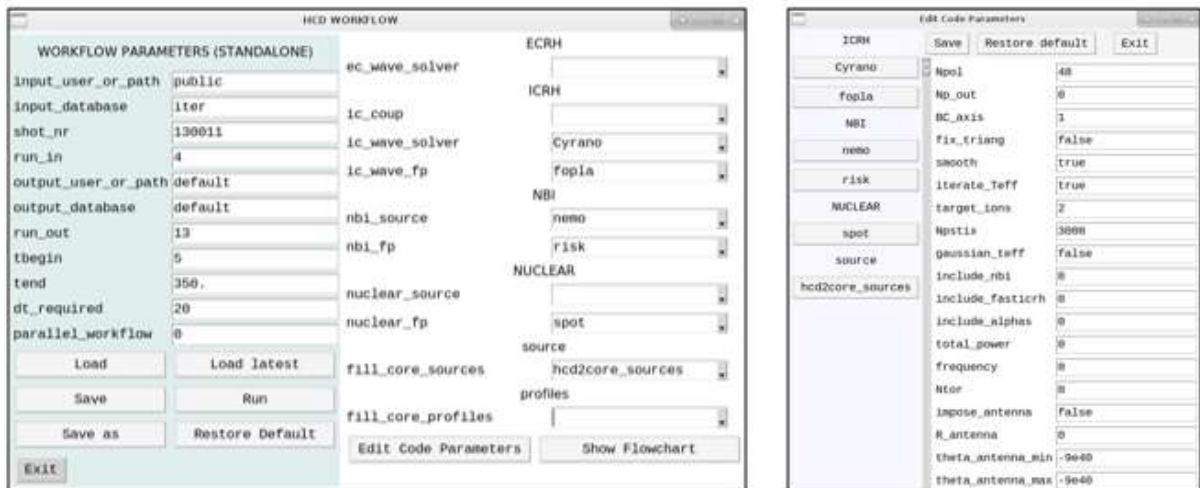 HCD WORKFLOW
WORKFLOW PARAMETERS (STANDALONE)
input_user_or_path public
input_database iter
shot_nr 130011
run_in 4
output_user_or_path default
output_database default
run_out 13
tbegin 5
tend 350.
dt_required 20
parallel_workflow 0
Load Load latest
Save Run
Save as Restore Default
Exit
ECRH
ec_wave_solver
ICRH
ic_coup
ic_wave_solver Cyrano
ic_wave_fp fopla
NBI
nbi_source nemo
nbi_fp risk
NUCLEAR
nuclear_source
nuclear_fp spot
source
fill_core_sources hcd2core_sources
profiles
fill_core_profiles
Edit Code Parameters Show Flowchart
Edit Code Parameters
ICRH
Cyrano
fopla
NBI
nemo
risk
NUCLEAR
spot
source
hcd2core_sources
Save Restore default Exit
Npol 48
Np_out 0
BC_axis 1
fix_triang false
smooth true
iterate_Teff true
target_ions 2
Npstix 3000
gaussian_teff false
include_nbi 0
include_fasticrh 0
include_alphas 0
total_power 0
frequency 0
Ntor 0
impose_antenna false
R_antenna 0
theta_antenna_min -9e40
theta_antenna_max -9e40